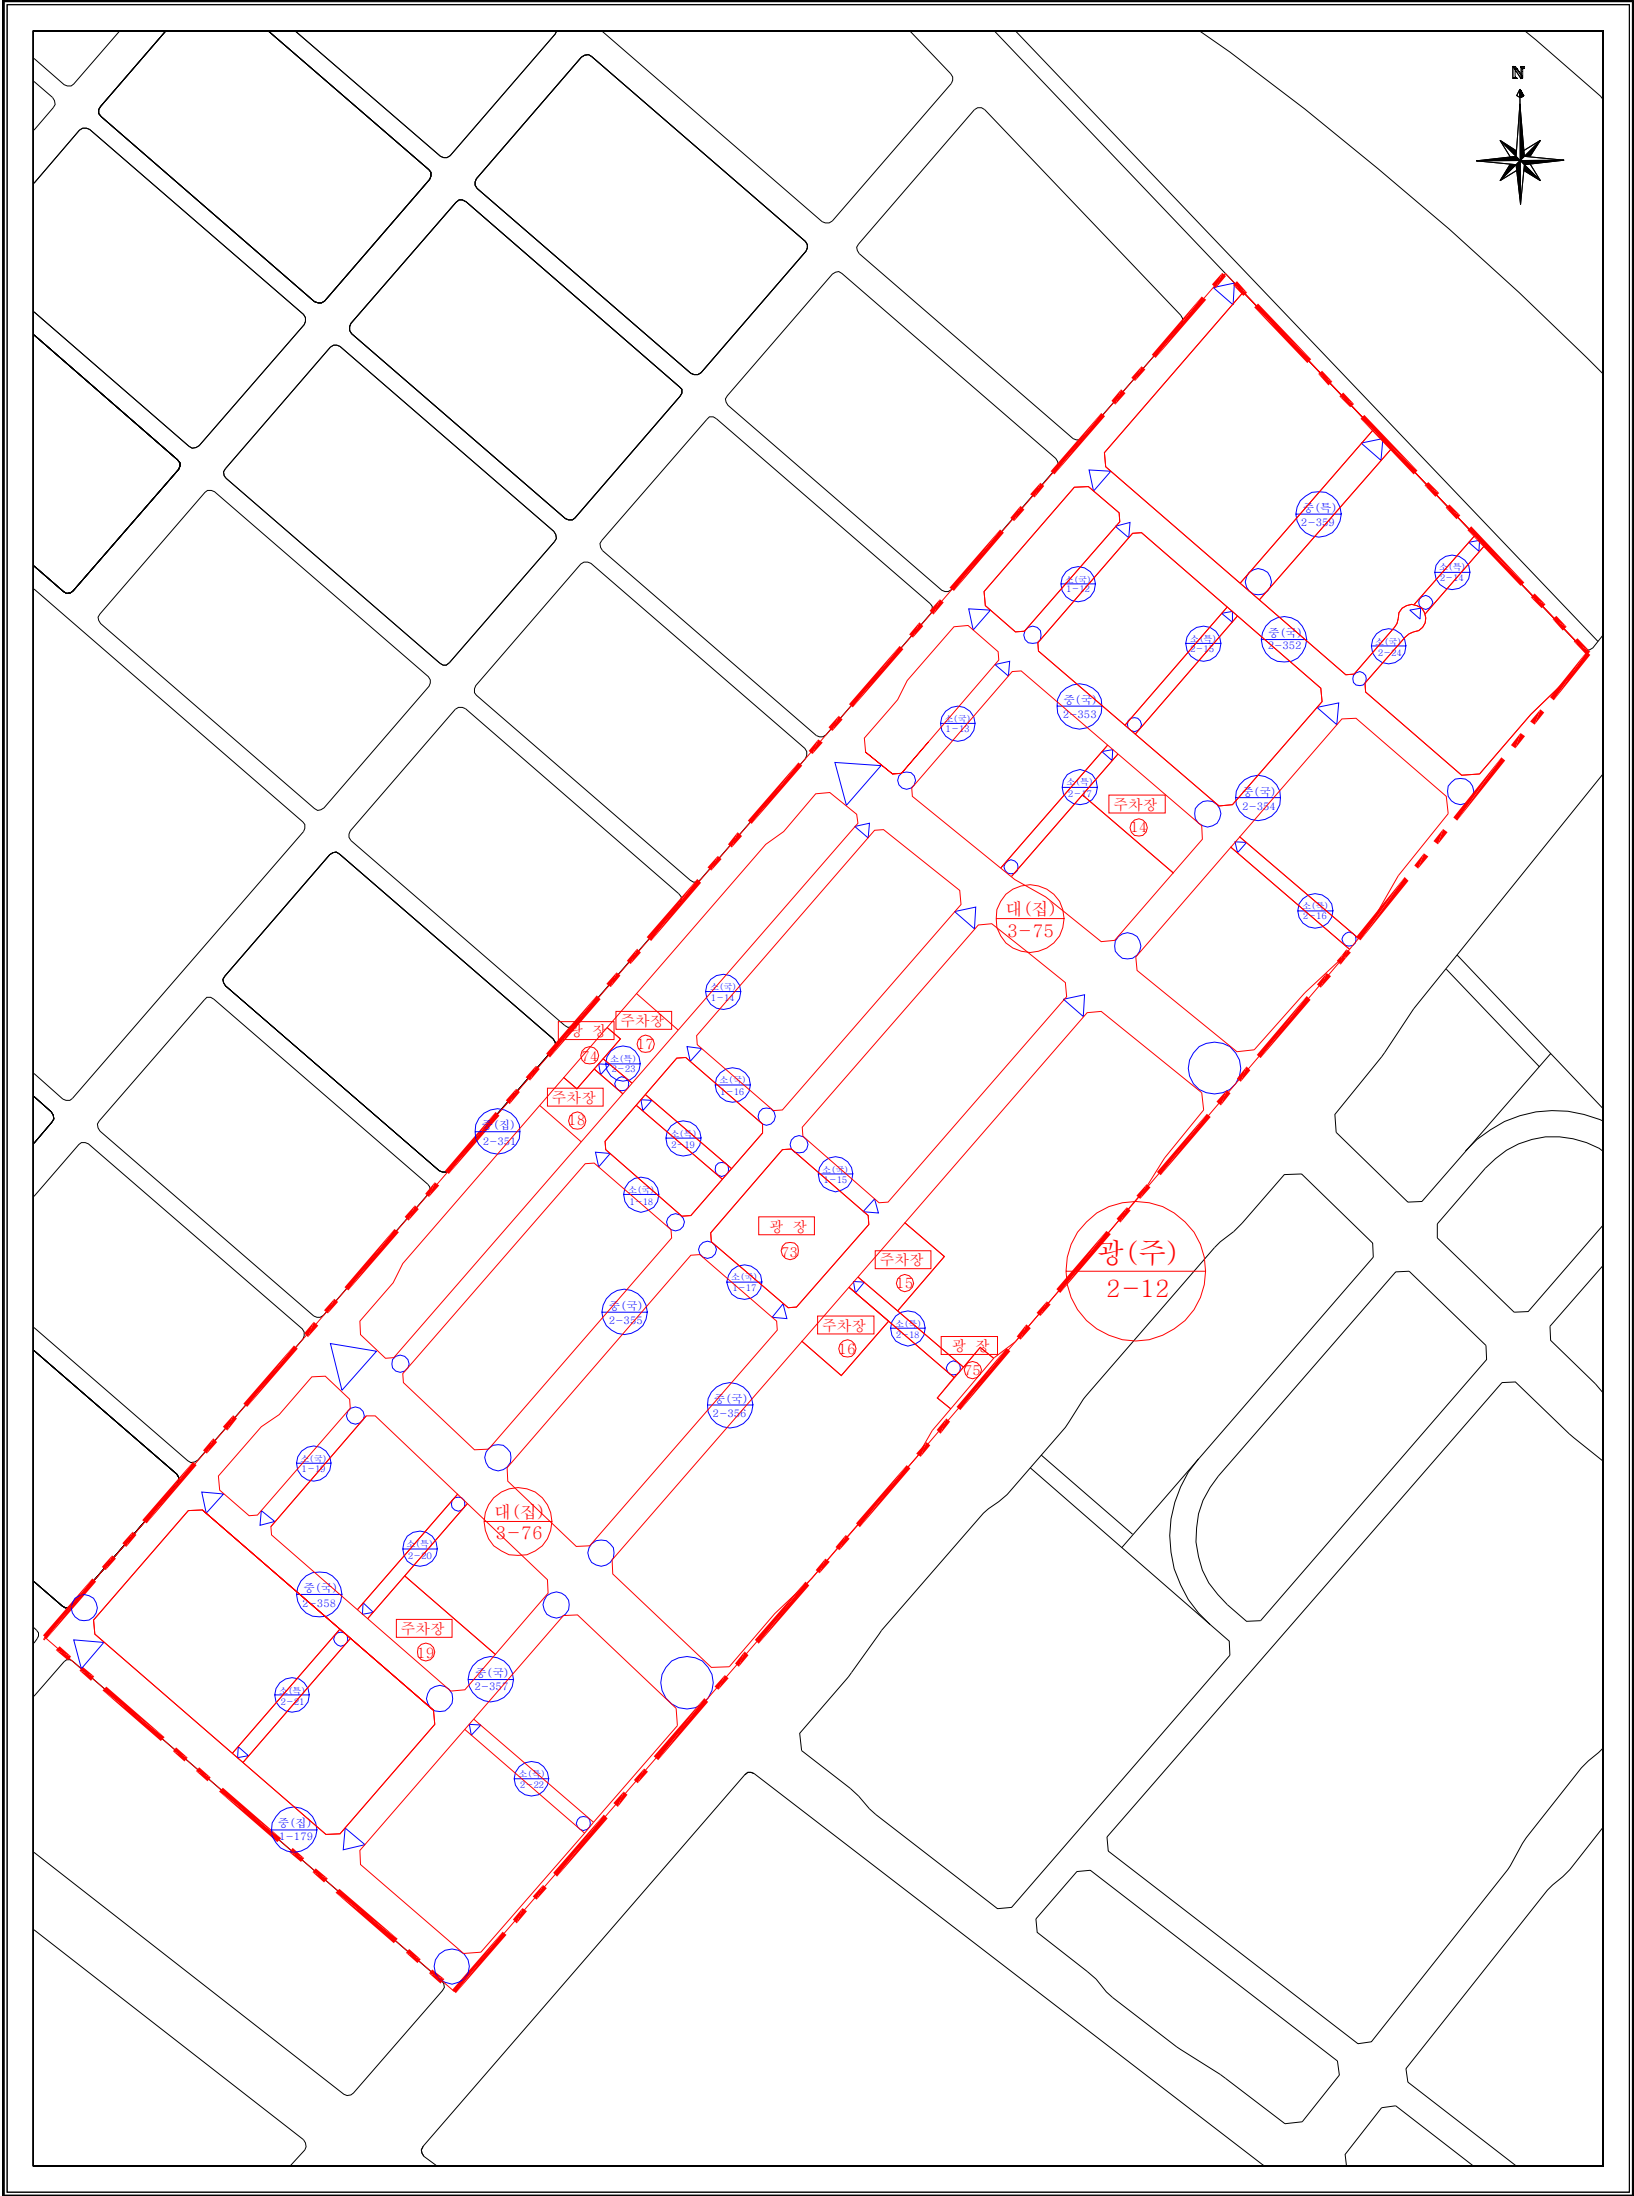 N
중(특)
2-359
소(특)
2-14
소(국)
1-12
소(특)
2-15
중(국)
2-352
소(국)
2-24
중(국)
2-353
소(국)
1-13
소(특)
2-17
주차장
14
중(국)
2-354
대(집)
3-75
소(특)
2-16
소(국)
1-14
광 장
74
주차장
17
소(특)
2-23
주차장
18
소(국)
1-16
중(집)
2-351
소(특)
2-19
소(국)
1-18
소(국)
1-15
광 장
73
주차장
15
광(주)
2-12
소(국)
1-17
중(국)
2-355
주차장
16
소(특)
2-18
광 장
75
중(국)
2-356
소(국)
1-19
대(집)
3-76
소(특)
2-20
중(국)
2-358
주차장
19
중(국)
2-357
소(특)
2-21
소(특)
2-22
중(집)
1-179